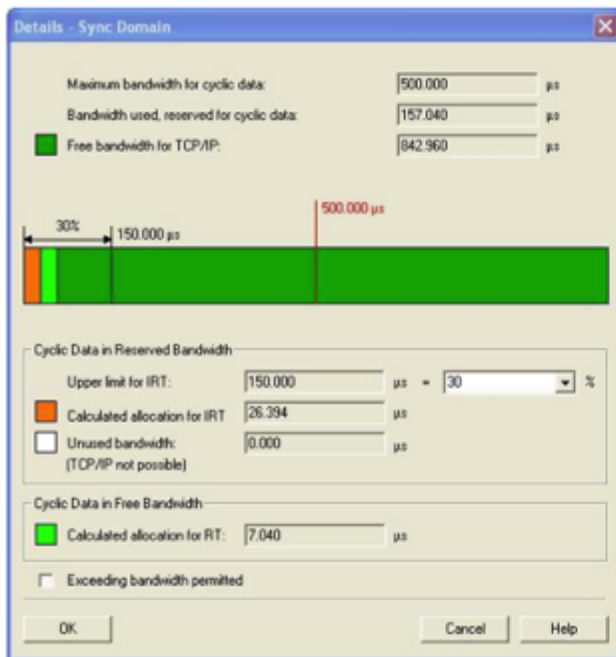 Details - Sync Domain
Maximum bandwidth for cyclic data: 500.000 µs
Bandwidth used, reserved for cyclic data: 157.040 µs
Free bandwidth for TCP/IP: 842.960 µs
500.000 µs
30% 150.000 µs
Cyclic Data in Reserved Bandwidth
Upper limit for IRT: 150.000 µs = 30 %
Calculated allocation for IRT 26.394 µs
Unused bandwidth: 0.000 µs
(TCP/IP not possible)
Cyclic Data in Free Bandwidth
Calculated allocation for RT: 7.040 µs
Exceeding bandwidth permitted
OK Cancel Help